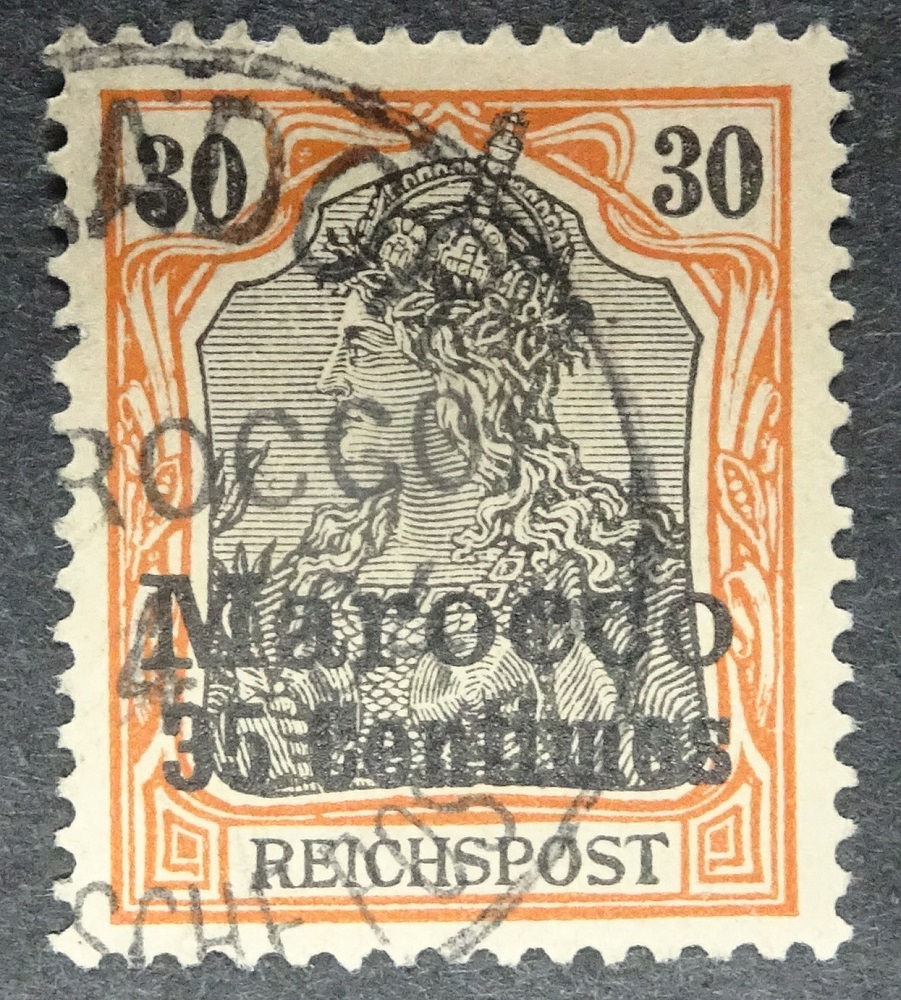 30 30
ROCCO
Marocco
35 Centimos
REICHSPOST